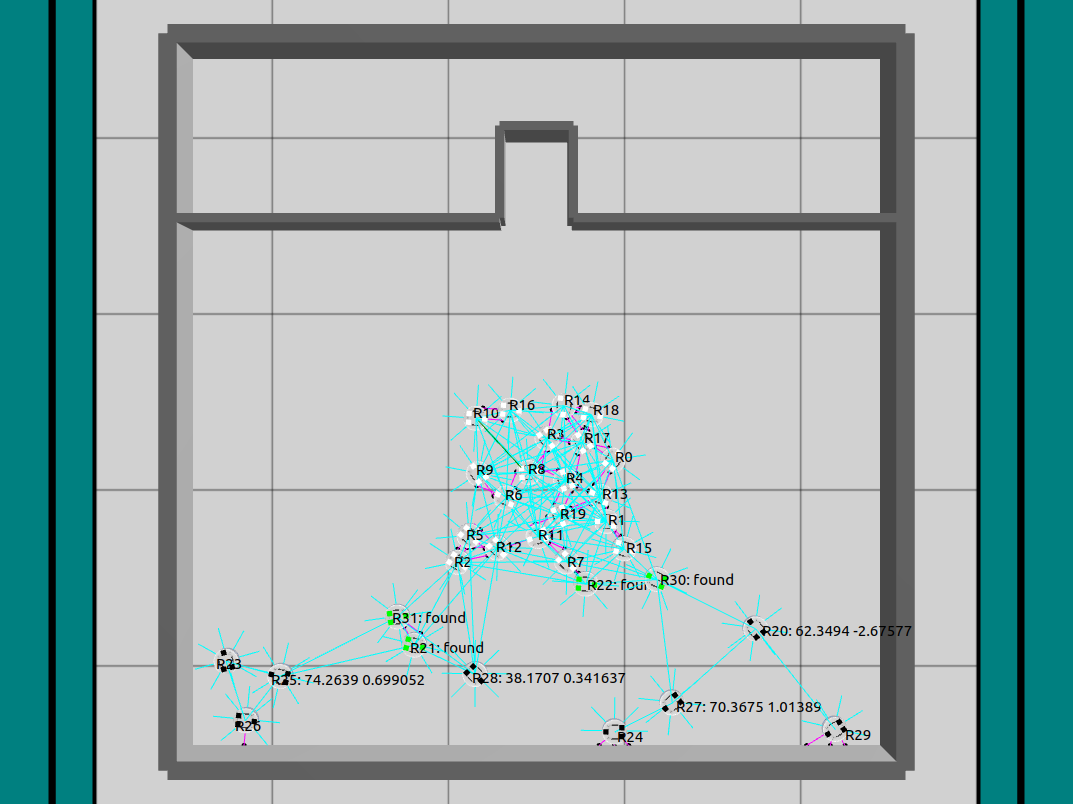 R14
R16
R18
R10
R3
R17
R0
R9
R8
R4
R6
R13
R19
R1
R5
R11
R12
R15
R2
R7
R30: found
R22: foun
R31: found
R20: 62.3494 -2.67577
R21: found
R23
R28: 38.1707 0.341637
R25: 74.2639 0.699052
R27: 70.3675 1.01389
R26
R29
R24